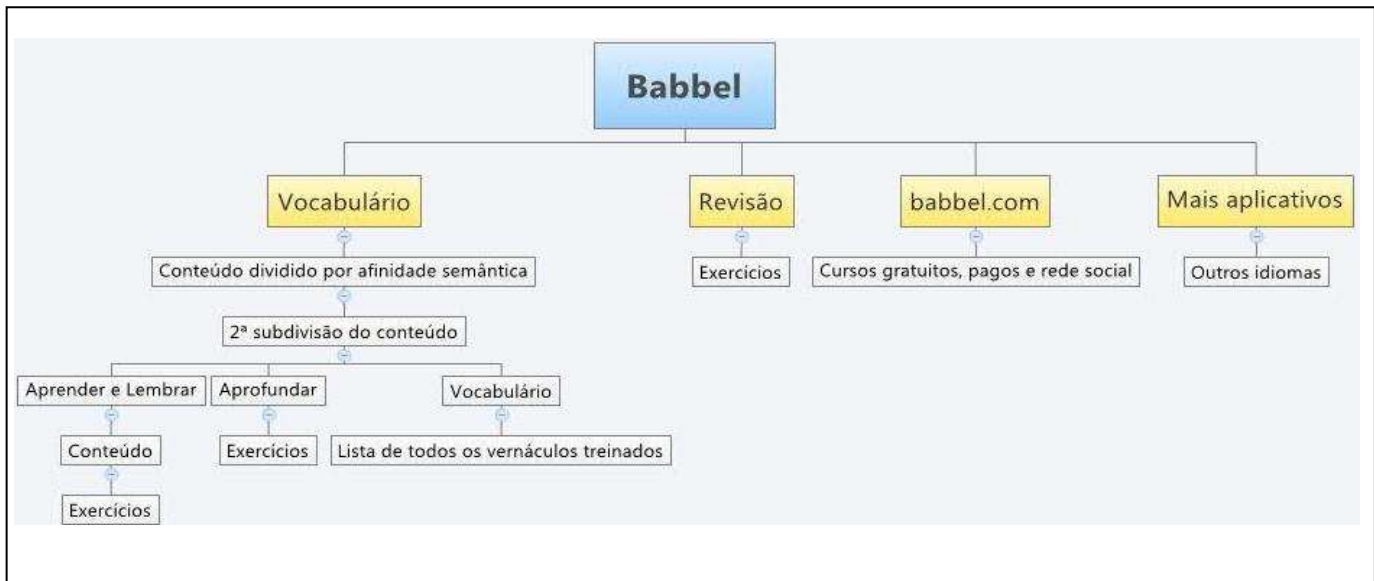 Babbel
Vocabulário
Revisão
babbel.com
Mais aplicativos
Conteúdo dividido por afinidade semântica
Exercicios
Cursos gratuitos, pagos e rede social
Outros idiomas
2ª subdivisão do conteúdo
Aprender e Lembrar
Aprofundar
Vocabulário
Conteúdo
Exercícios
Lista de todos os vernáculos treinados
Exercícios